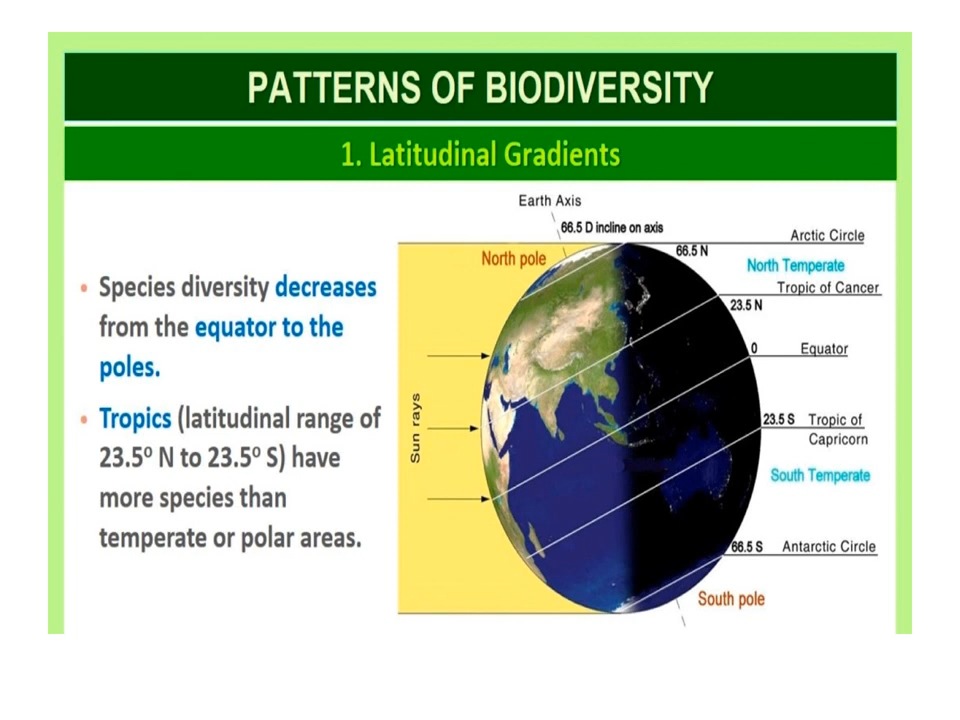 PATTERNS OF BIODIVERSITY
1. Latitudinal Gradients
• Species diversity decreases
from the equator to the
poles.
• Tropics (latitudinal range of
23.5º N to 23.5º S) have
more species than
temperate or polar areas.
Earth Axis
66.5 D incline on axis
North pole
66.5 N
Arctic Circle
North Temperate
Tropic of Cancer
23.5 N
0
Equator
Sun rays
23.5 S
Tropic of
Capricorn
South Temperate
66.5 S
Antarctic Circle
South pole